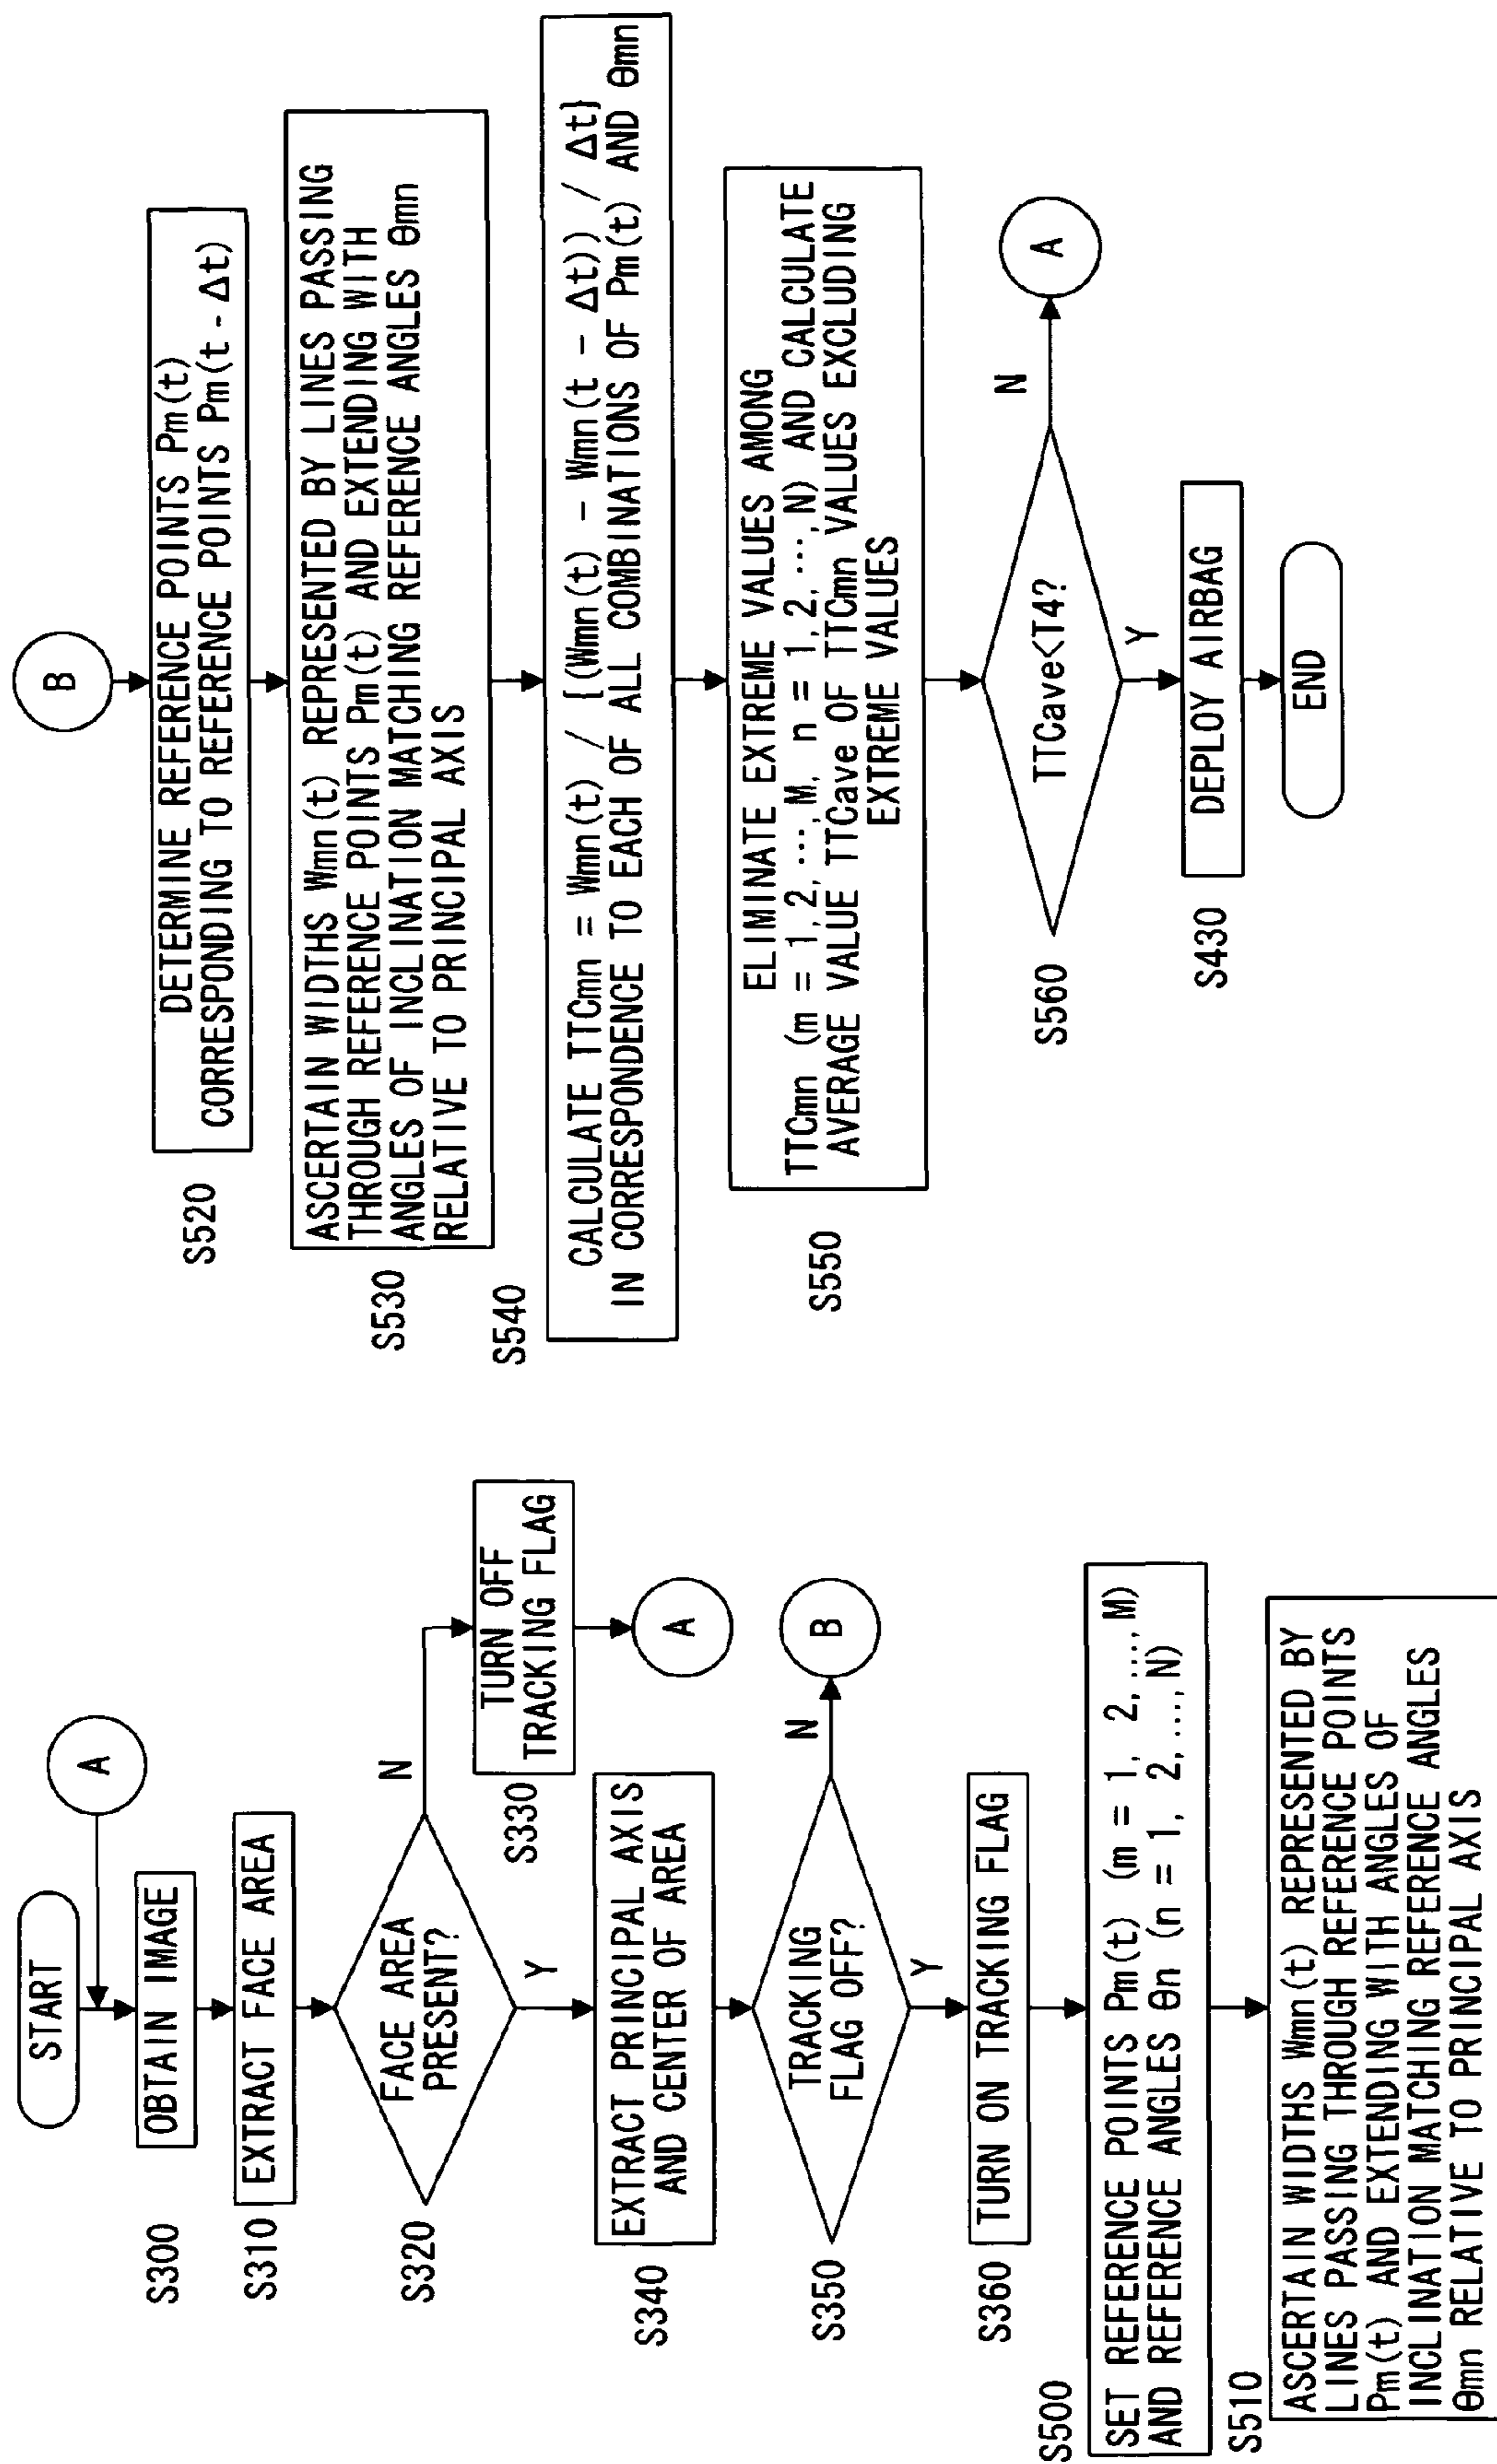 START
A
S300
OBTAIN IMAGE
S310
EXTRACT FACE AREA
S320
FACE AREA
PRESENT?
N
Y
S330
TURN OFF
TRACKING FLAG
A
S340
EXTRACT PRINCIPAL AXIS
AND CENTER OF AREA
S350
TRACKING
FLAG OFF?
N
B
Y
S360
TURN ON TRACKING FLAG
S500
SET REFERENCE POINTS Pm(t) (m = 1, 2, ..., M)
AND REFERENCE ANGLES θn (n = 1, 2, ..., N)
S510
ASCERTAIN WIDTHS Wmn(t) REPRESENTED BY
LINES PASSING THROUGH REFERENCE POINTS
Pm(t) AND EXTENDING WITH ANGLES OF
INCLINATION MATCHING REFERENCE ANGLES
θmn RELATIVE TO PRINCIPAL AXIS
B
S520
DETERMINE REFERENCE POINTS Pm(t)
CORRESPONDING TO REFERENCE POINTS Pm(t - Δt)
S530
ASCERTAIN WIDTHS Wmn(t) REPRESENTED BY LINES PASSING
THROUGH REFERENCE POINTS Pm(t) AND EXTENDING WITH
ANGLES OF INCLINATION MATCHING REFERENCE ANGLES θmn
RELATIVE TO PRINCIPAL AXIS
S540
CALCULATE TTCmn = Wmn(t) / {(Wmn(t) - Wmn(t - Δt)) / Δt}
IN CORRESPONDENCE TO EACH OF ALL COMBINATIONS OF Pm(t) AND θmn
S550
ELIMINATE EXTREME VALUES AMONG
TTCmn (m = 1, 2, ..., M, n = 1, 2, ..., N) AND CALCULATE
AVERAGE VALUE TTCave OF TTCmn VALUES EXCLUDING
EXTREME VALUES
S560
TTCave<T4?
N
A
Y
S430
DEPLOY AIRBAG
END